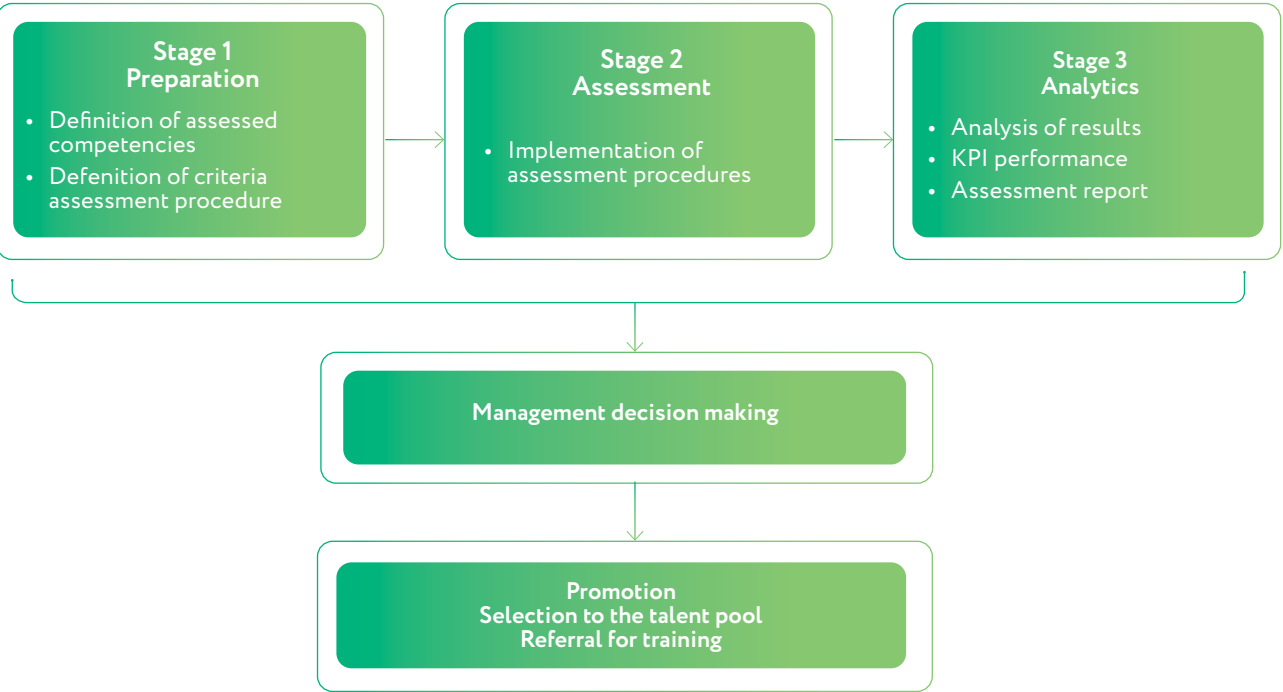 Stage 1
Preparation
• Definition of assessed
competencies
• Defenition of criteria
assessment procedure
Stage 2
Assessment
• Implementation of
assessment procedures
Stage 3
Analytics
• Analysis of results
• KPI performance
• Assessment report
Management decision making
Promotion
Selection to the talent pool
Referral for training